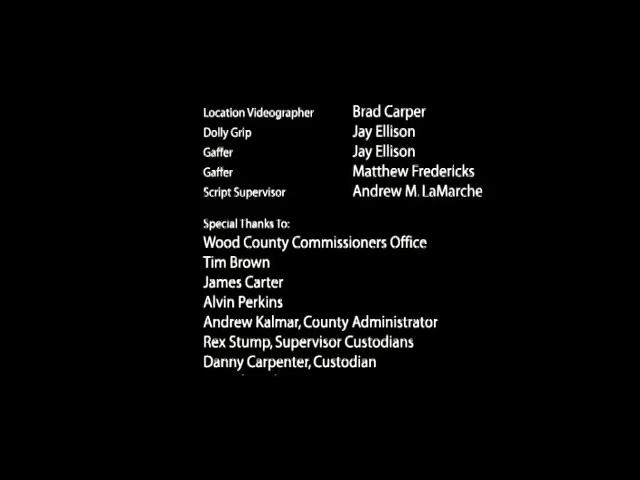 Location Videographer Brad Carper
Dolly Grip Jay Ellison
Gaffer Jay Ellison
Gaffer Matthew Fredericks
Script Supervisor Andrew M. LaMarche
Special Thanks To:
Wood County Commissioners Office
Tim Brown
James Carter
Alvin Perkins
Andrew Kalmar, County Administrator
Rex Stump, Supervisor Custodians
Danny Carpenter, Custodian